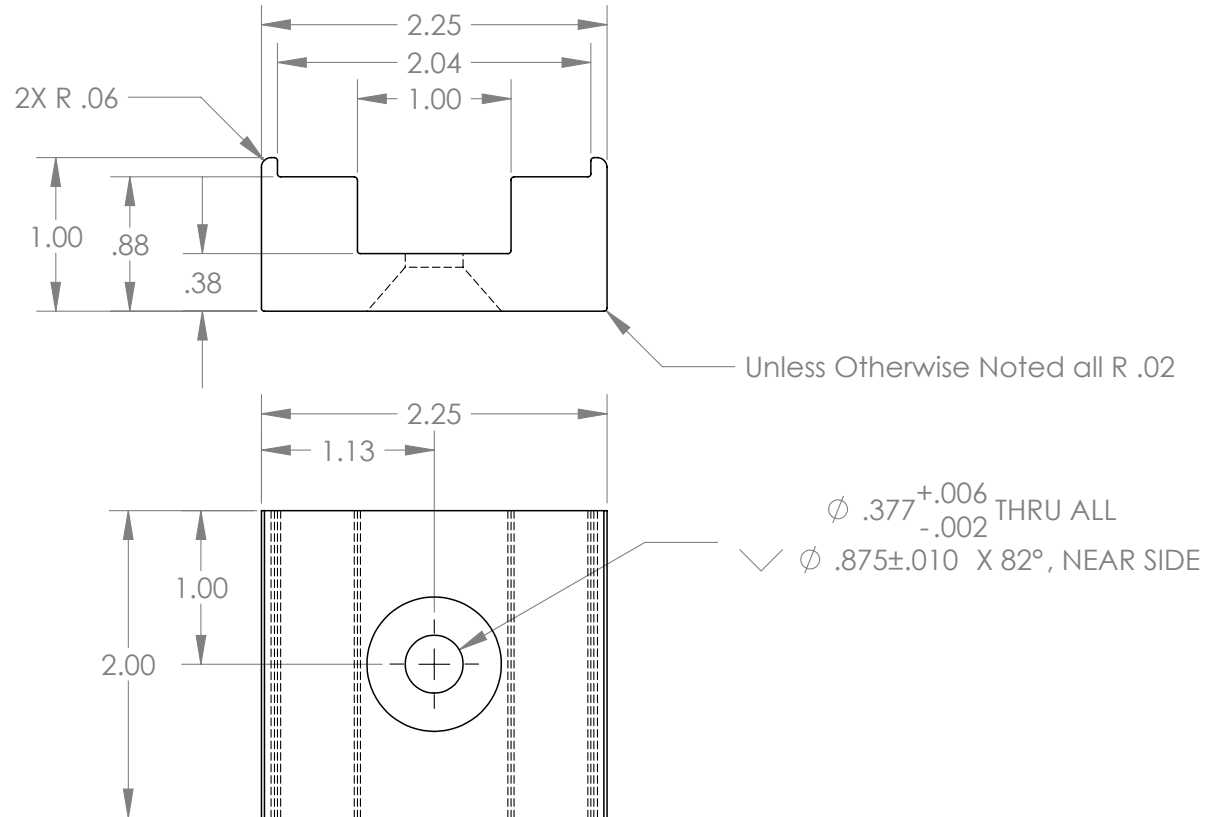 2.25
2.04
1.00
2X R .06
1.00
.88
.38
Unless Otherwise Noted all R .02
2.25
1.13
1.00
2.00
∅ .377 +.006 -.002 THRU ALL
⌵ ∅ .875±.010 X 82°, NEAR SIDE